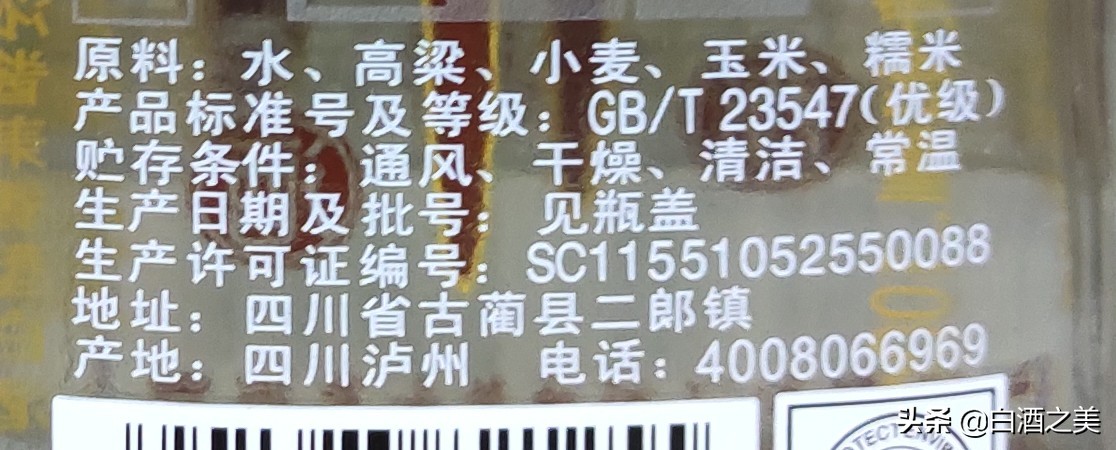 原料：水、高粱、小麦、玉米、糯米
产品标准号及等级：GB/T 23547(优级)
贮存条件：通风、干燥、清洁、常温
生产日期及批号：见瓶盖
生产许可证编号：SC11551052550088
地址：四川省古蔺县二郎镇
产地：四川泸州 电话：4008066969
头条 @白酒之美